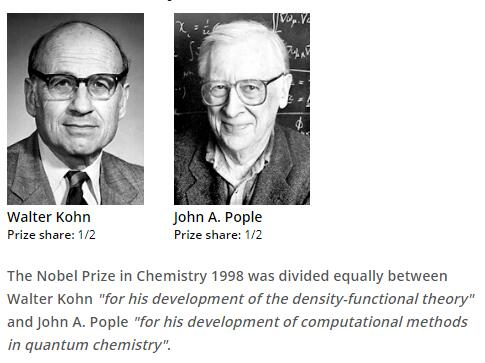 Walter Kohn
Prize share: 1/2
John A. Pople
Prize share: 1/2
The Nobel Prize in Chemistry 1998 was divided equally between
Walter Kohn "for his development of the density-functional theory"
and John A. Pople "for his development of computational methods
in quantum chemistry".